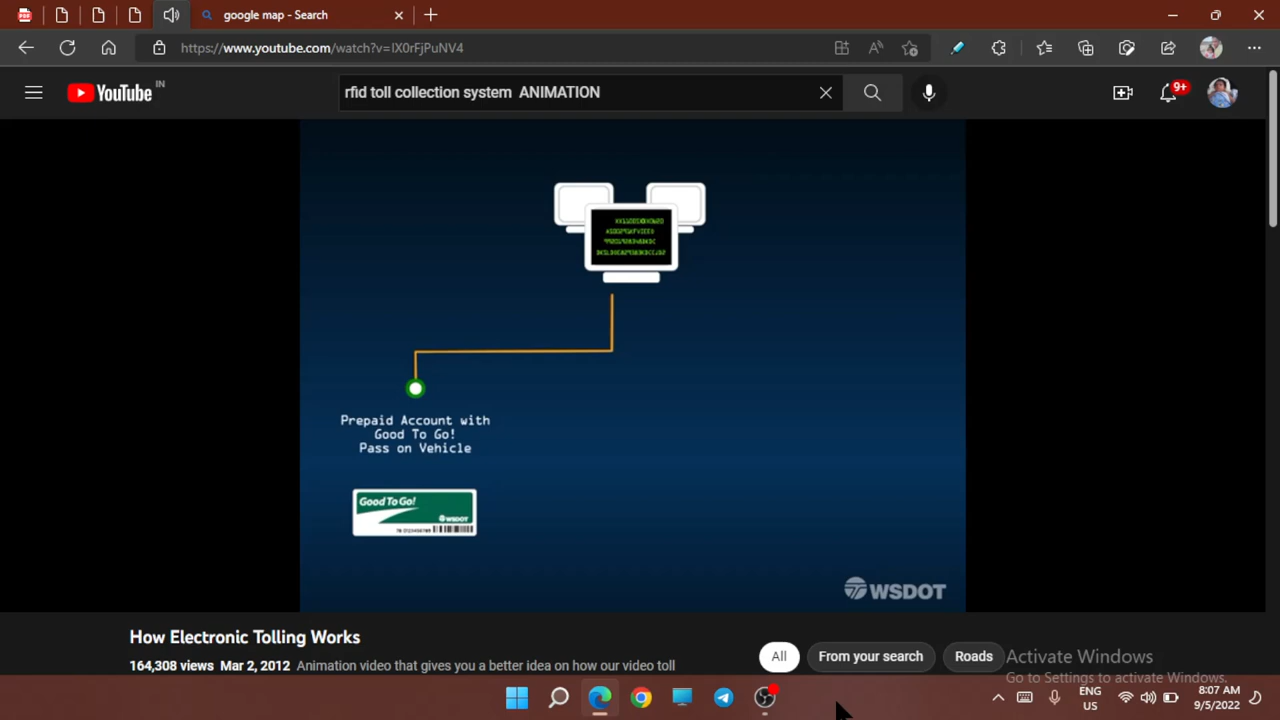 google map - Search
https://www.youtube.com/watch?v=IX0rFjPuNV4
YouTube IN
rfid toll collection system ANIMATION
9+
Prepaid Account with
Good To Go!
Pass on Vehicle
Good To Go!
WSDOT
WSDOT
How Electronic Tolling Works
164,308 views Mar 2, 2012 Animation video that gives you a better idea on how our video toll
All
From your search
Roads
Activate Windows
Go to Settings to activate Windows.
ENG
US
8:07 AM
9/5/2022